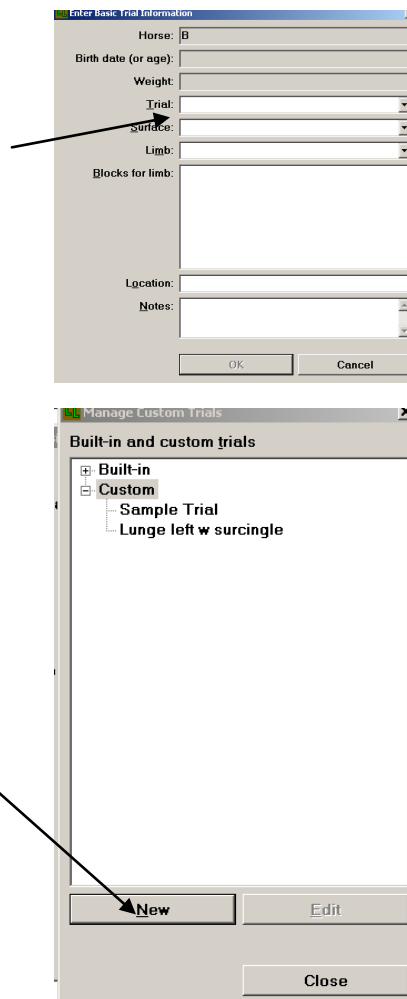 Enter Basic Trial Information
Horse: B
Birth date (or age):
Weight:
Trial:
Surface:
Limb:
Blocks for limb:
Location:
Notes:
OK Cancel
Manage Custom Trials
Built-in and custom trials
Built-in
Custom
Sample Trial
Lunge left w surcingle
New Edit
Close